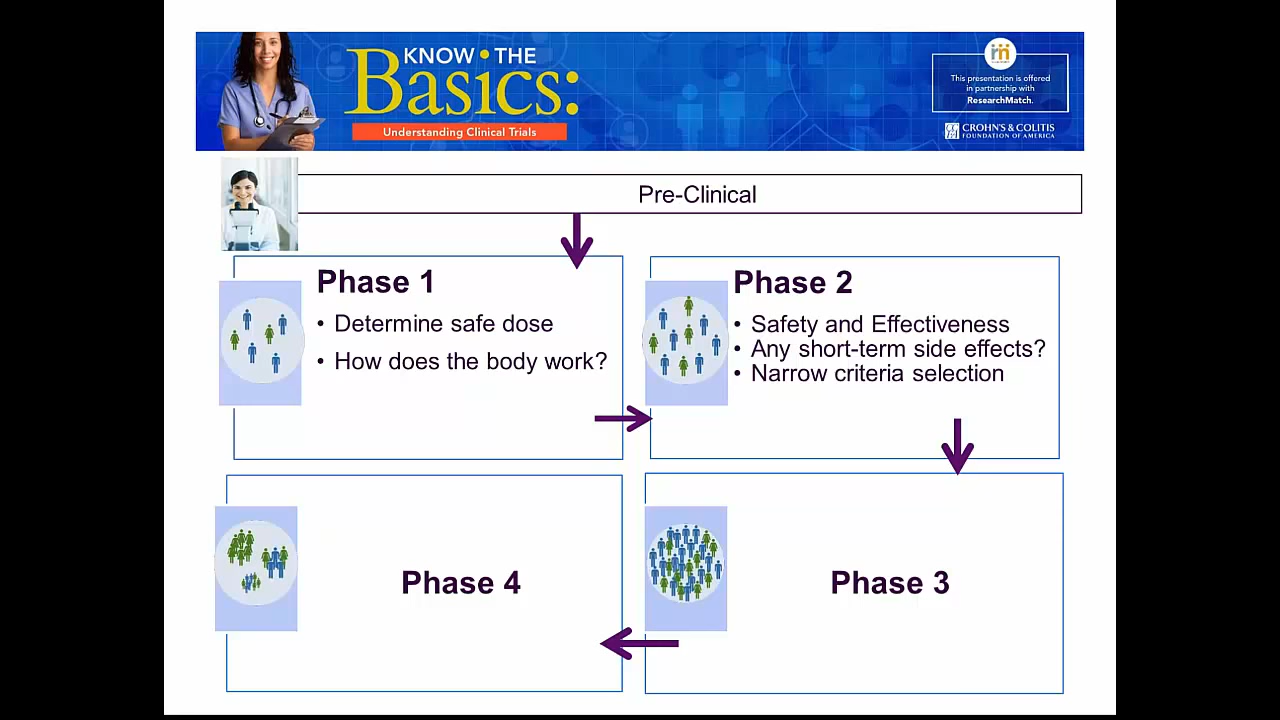 KNOW THE
Basics:
Understanding Clinical Trials
This presentation is offered
in partnership with
ResearchMatch.
CROHN'S & COLITIS
FOUNDATION OF AMERICA
Pre-Clinical
Phase 1
• Determine safe dose
• How does the body work?
Phase 2
• Safety and Effectiveness
• Any short-term side effects?
• Narrow criteria selection
Phase 4
Phase 3